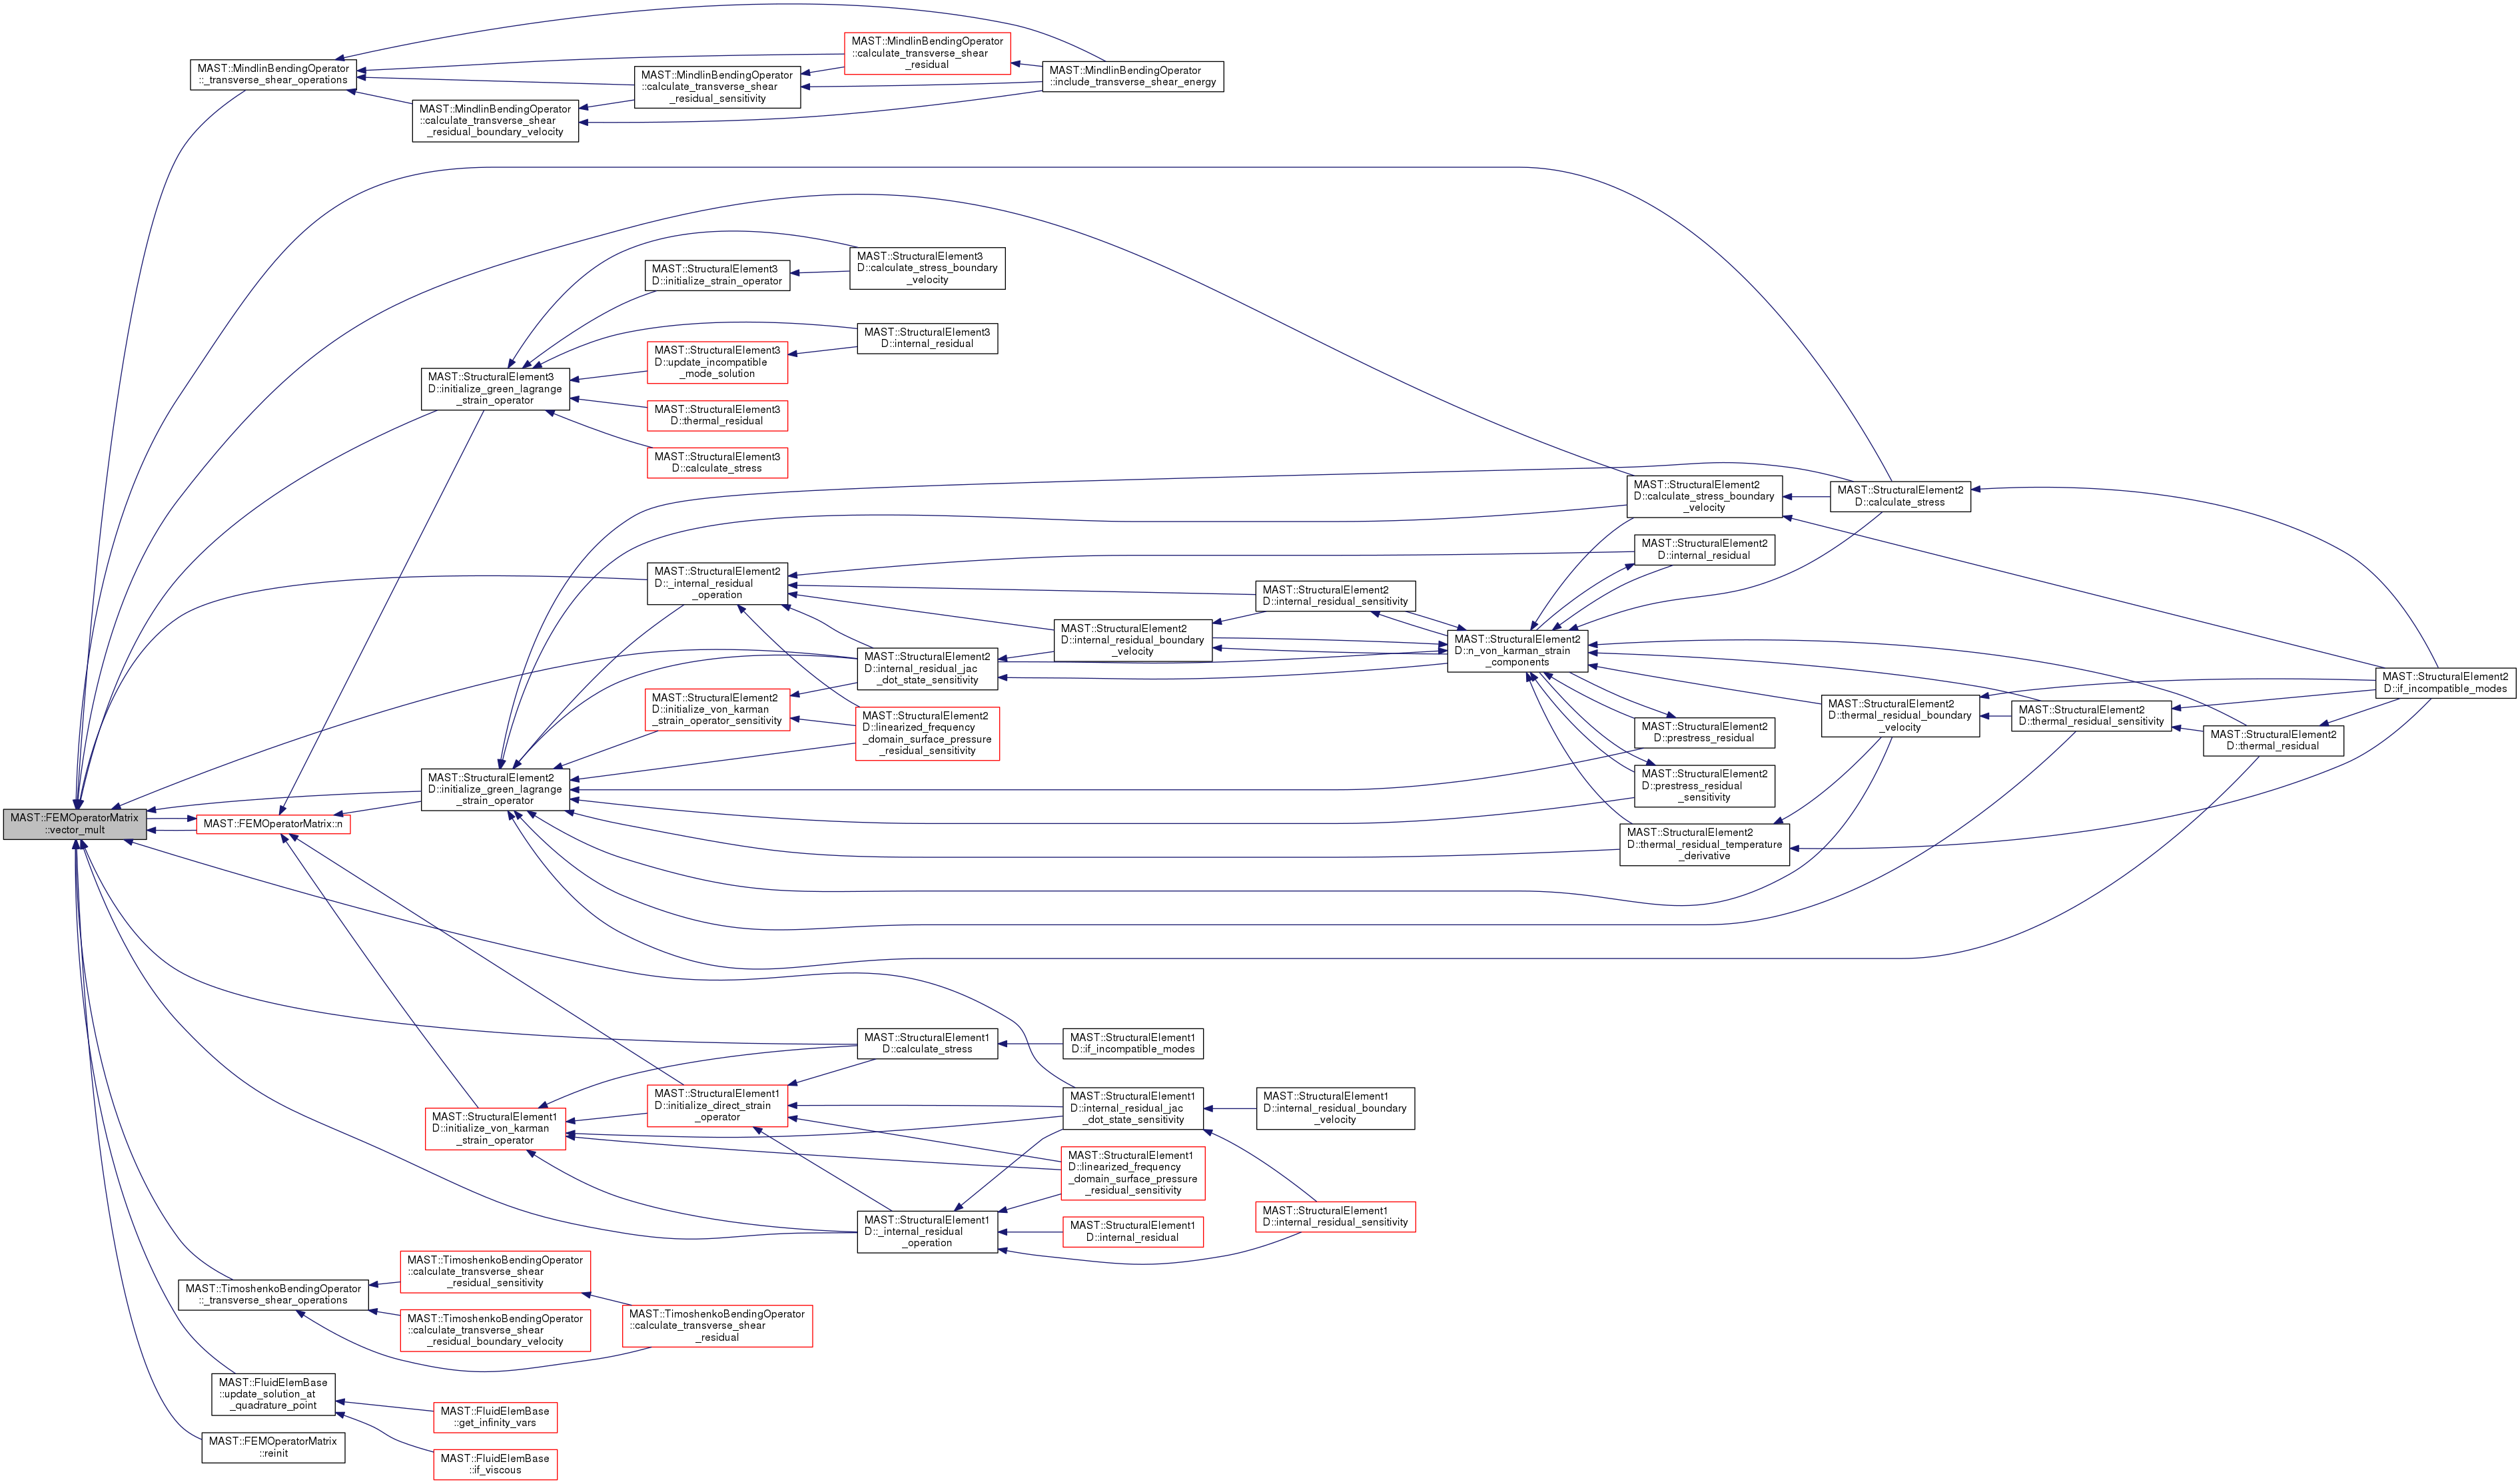 MAST::MindlinBendingOperator
::_transverse_shear_operations
MAST::MindlinBendingOperator
::calculate_transverse_shear
_residual
MAST::MindlinBendingOperator
::calculate_transverse_shear
_residual_sensitivity
MAST::MindlinBendingOperator
::include_transverse_shear_energy
MAST::MindlinBendingOperator
::calculate_transverse_shear
_residual_boundary_velocity
MAST::StructuralElement3
D::calculate_stress_boundary
_velocity
MAST::StructuralElement3
D::initialize_strain_operator
MAST::StructuralElement3
D::internal_residual
MAST::StructuralElement3
D::update_incompatible
_mode_solution
MAST::StructuralElement3
D::initialize_green_lagrange
_strain_operator
MAST::StructuralElement3
D::thermal_residual
MAST::StructuralElement3
D::calculate_stress
MAST::StructuralElement2
D::calculate_stress_boundary
_velocity
MAST::StructuralElement2
D::calculate_stress
MAST::StructuralElement2
D::internal_residual
MAST::StructuralElement2
D::_internal_residual
_operation
MAST::StructuralElement2
D::internal_residual_sensitivity
MAST::StructuralElement2
D::internal_residual_boundary
_velocity
MAST::StructuralElement2
D::n_von_karman_strain
_components
MAST::StructuralElement2
D::internal_residual_jac
_dot_state_sensitivity
MAST::StructuralElement2
D::if_incompatible_modes
MAST::StructuralElement2
D::initialize_von_karman
_strain_operator_sensitivity
MAST::StructuralElement2
D::linearized_frequency
_domain_surface_pressure
_residual_sensitivity
MAST::StructuralElement2
D::thermal_residual_boundary
_velocity
MAST::StructuralElement2
D::thermal_residual_sensitivity
MAST::StructuralElement2
D::prestress_residual
MAST::StructuralElement2
D::thermal_residual
MAST::StructuralElement2
D::initialize_green_lagrange
_strain_operator
MAST::StructuralElement2
D::prestress_residual
_sensitivity
MAST::FEMOperatorMatrix
::vector_mult
MAST::FEMOperatorMatrix::n
MAST::StructuralElement2
D::thermal_residual_temperature
_derivative
MAST::StructuralElement1
D::calculate_stress
MAST::StructuralElement1
D::if_incompatible_modes
MAST::StructuralElement1
D::initialize_direct_strain
_operator
MAST::StructuralElement1
D::internal_residual_jac
_dot_state_sensitivity
MAST::StructuralElement1
D::internal_residual_boundary
_velocity
MAST::StructuralElement1
D::initialize_von_karman
_strain_operator
MAST::StructuralElement1
D::linearized_frequency
_domain_surface_pressure
_residual_sensitivity
MAST::StructuralElement1
D::internal_residual_sensitivity
MAST::StructuralElement1
D::_internal_residual
_operation
MAST::StructuralElement1
D::internal_residual
MAST::TimoshenkoBendingOperator
::calculate_transverse_shear
_residual_sensitivity
MAST::TimoshenkoBendingOperator
::_transverse_shear_operations
MAST::TimoshenkoBendingOperator
::calculate_transverse_shear
_residual
MAST::TimoshenkoBendingOperator
::calculate_transverse_shear
_residual_boundary_velocity
MAST::FluidElemBase
::update_solution_at
_quadrature_point
MAST::FluidElemBase
::get_infinity_vars
MAST::FEMOperatorMatrix
::reinit
MAST::FluidElemBase
::if_viscous